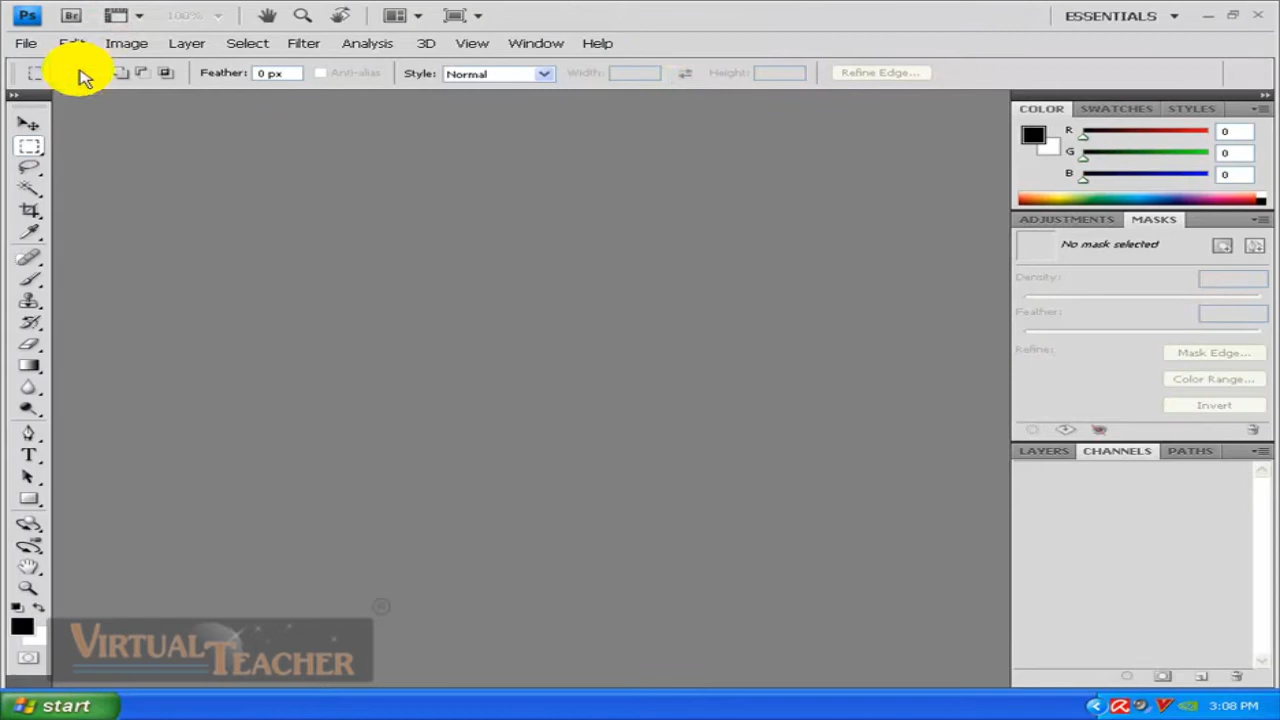 Ps Br 100% ESSENTIALS
File Edit Image Layer Select Filter Analysis 3D View Window Help
Feather: 0 px Anti-alias Style: Normal Width: Height: Refine Edge...
COLOR SWATCHES STYLES
R 0
G 0
B 0
ADJUSTMENTS MASKS
No mask selected
Density:
Feather:
Refine: Mask Edge...
Color Range...
Invert
LAYERS CHANNELS PATHS
T
®
VIRTUAL TEACHER
start 3:08 PM